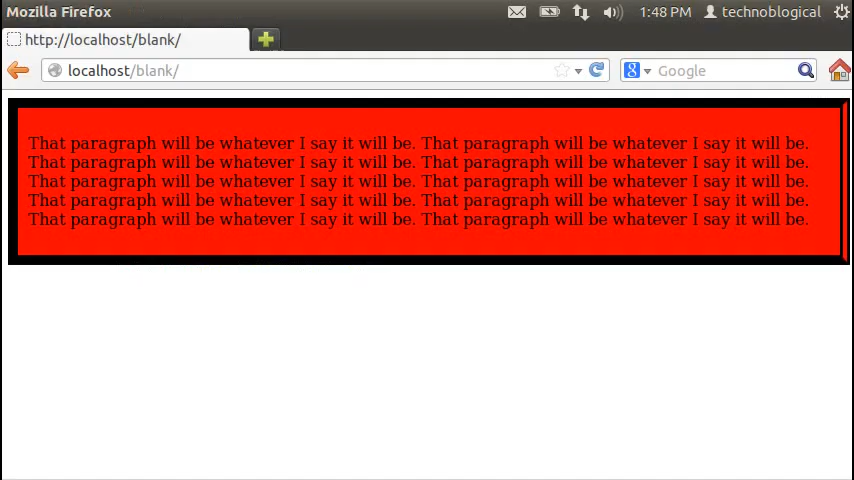 Mozilla Firefox
1:48 PM technoblogical
http://localhost/blank/
localhost/blank/
Google
That paragraph will be whatever I say it will be. That paragraph will be whatever I say it will be.
That paragraph will be whatever I say it will be. That paragraph will be whatever I say it will be.
That paragraph will be whatever I say it will be. That paragraph will be whatever I say it will be.
That paragraph will be whatever I say it will be. That paragraph will be whatever I say it will be.
That paragraph will be whatever I say it will be. That paragraph will be whatever I say it will be.